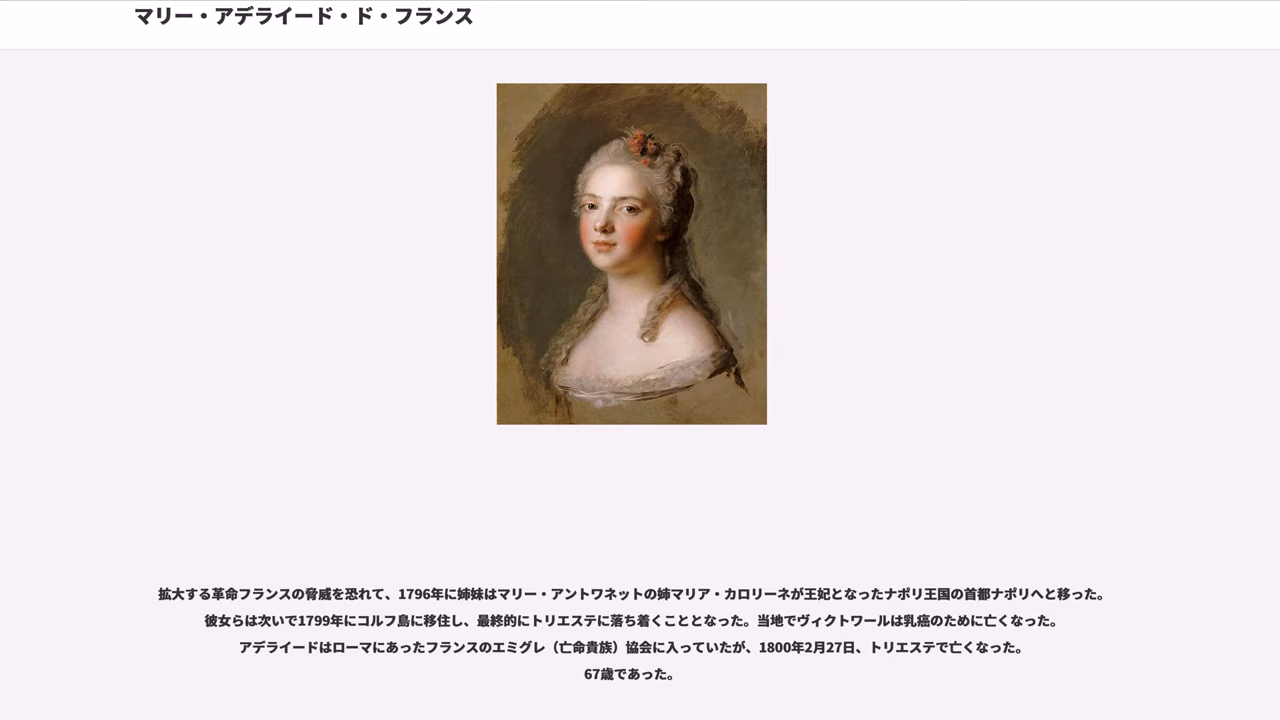 マリー・アデライード・ド・フランス
拡大する革命フランスの脅威を恐れて、1796年に姉妹はマリー・アントワネットの姉マリア・カロリーネが王妃となったナポリ王国の首都ナポリへと移った。
彼女らは次いで1799年にコルフ島に移住し、最終的にトリエステに落ち着くこととなった。当地でヴィクトワールは乳癌のために亡くなった。
アデライードはローマにあったフランスのエミグレ（亡命貴族）協会に入っていたが、1800年2月27日、トリエステで亡くなった。
67歳であった。